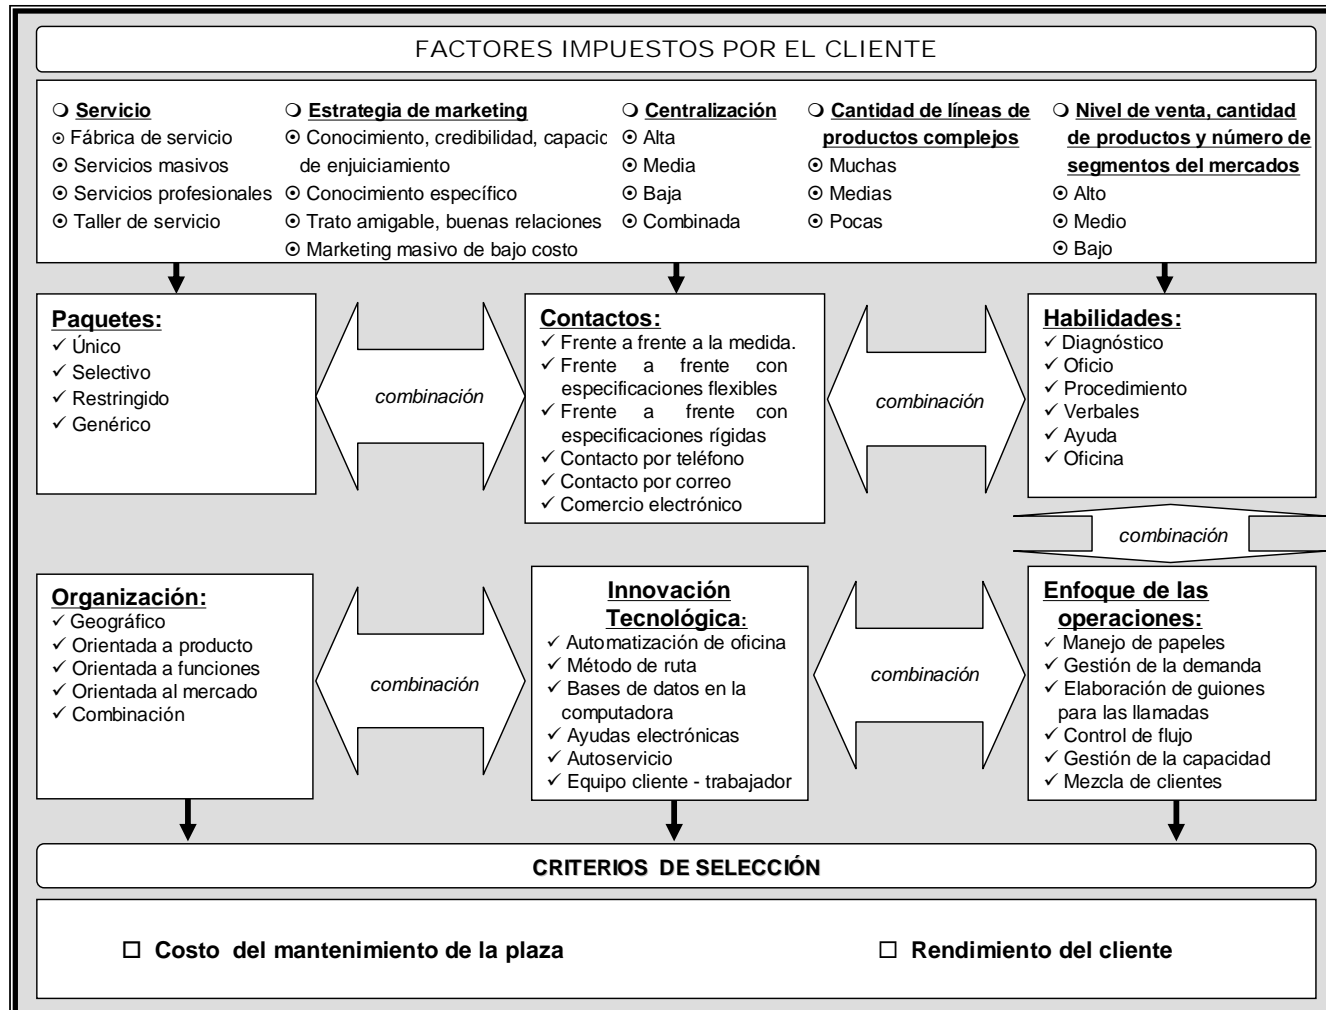 FACTORES IMPUESTOS POR EL CLIENTE
Servicio
Fábrica de servicio
Servicios masivos
Servicios profesionales
Taller de servicio
Estrategia de marketing
Conocimiento, credibilidad, capacic
de enjuiciamiento
Conocimiento específico
Trato amigable, buenas relaciones
Marketing masivo de bajo costo
Centralización
Alta
Media
Baja
Combinada
Cantidad de líneas de
productos complejos
Muchas
Medias
Pocas
Nivel de venta, cantidad
de productos y número de
segmentos del mercados
Alto
Medio
Bajo
Paquetes:
✓ Único
✓ Selectivo
✓ Restringido
✓ Genérico
combinación
Contactos:
✓ Frente a frente a la medida.
✓ Frente a frente con
especificaciones flexibles
✓ Frente a frente con
especificaciones rígidas
✓ Contacto por teléfono
✓ Contacto por correo
✓ Comercio electrónico
combinación
Habilidades:
✓ Diagnóstico
✓ Oficio
✓ Procedimiento
✓ Verbales
✓ Ayuda
✓ Oficina
combinación
Organización:
✓ Geográfico
✓ Orientada a producto
✓ Orientada a funciones
✓ Orientada al mercado
✓ Combinación
combinación
Innovación
Tecnológica:
✓ Automatización de oficina
✓ Método de ruta
✓ Bases de datos en la
computadora
✓ Ayudas electrónicas
✓ Autoservicio
✓ Equipo cliente - trabajador
combinación
Enfoque de las
operaciones:
✓ Manejo de papeles
✓ Gestión de la demanda
✓ Elaboración de guiones
para las llamadas
✓ Control de flujo
✓ Gestión de la capacidad
✓ Mezcla de clientes
CRITERIOS DE SELECCIÓN
Costo del mantenimiento de la plaza
Rendimiento del cliente